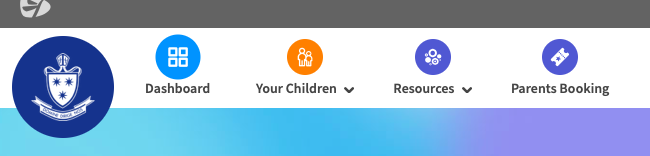 Dashboard
Your Children
Resources
Parents Booking